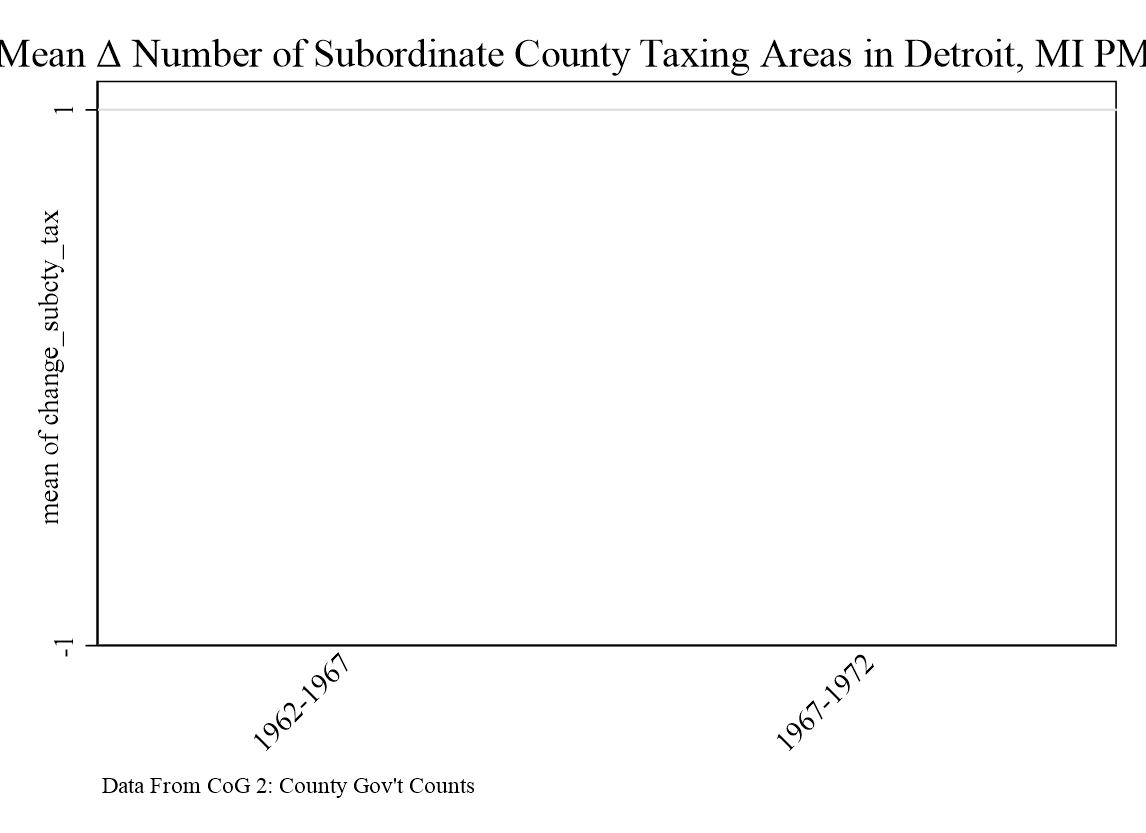 Mean Δ Number of Subordinate County Taxing Areas in Detroit, MI PM
1
mean of change_subcty_tax
-1
1962-1967
1967-1972
Data From CoG 2: County Gov't Counts